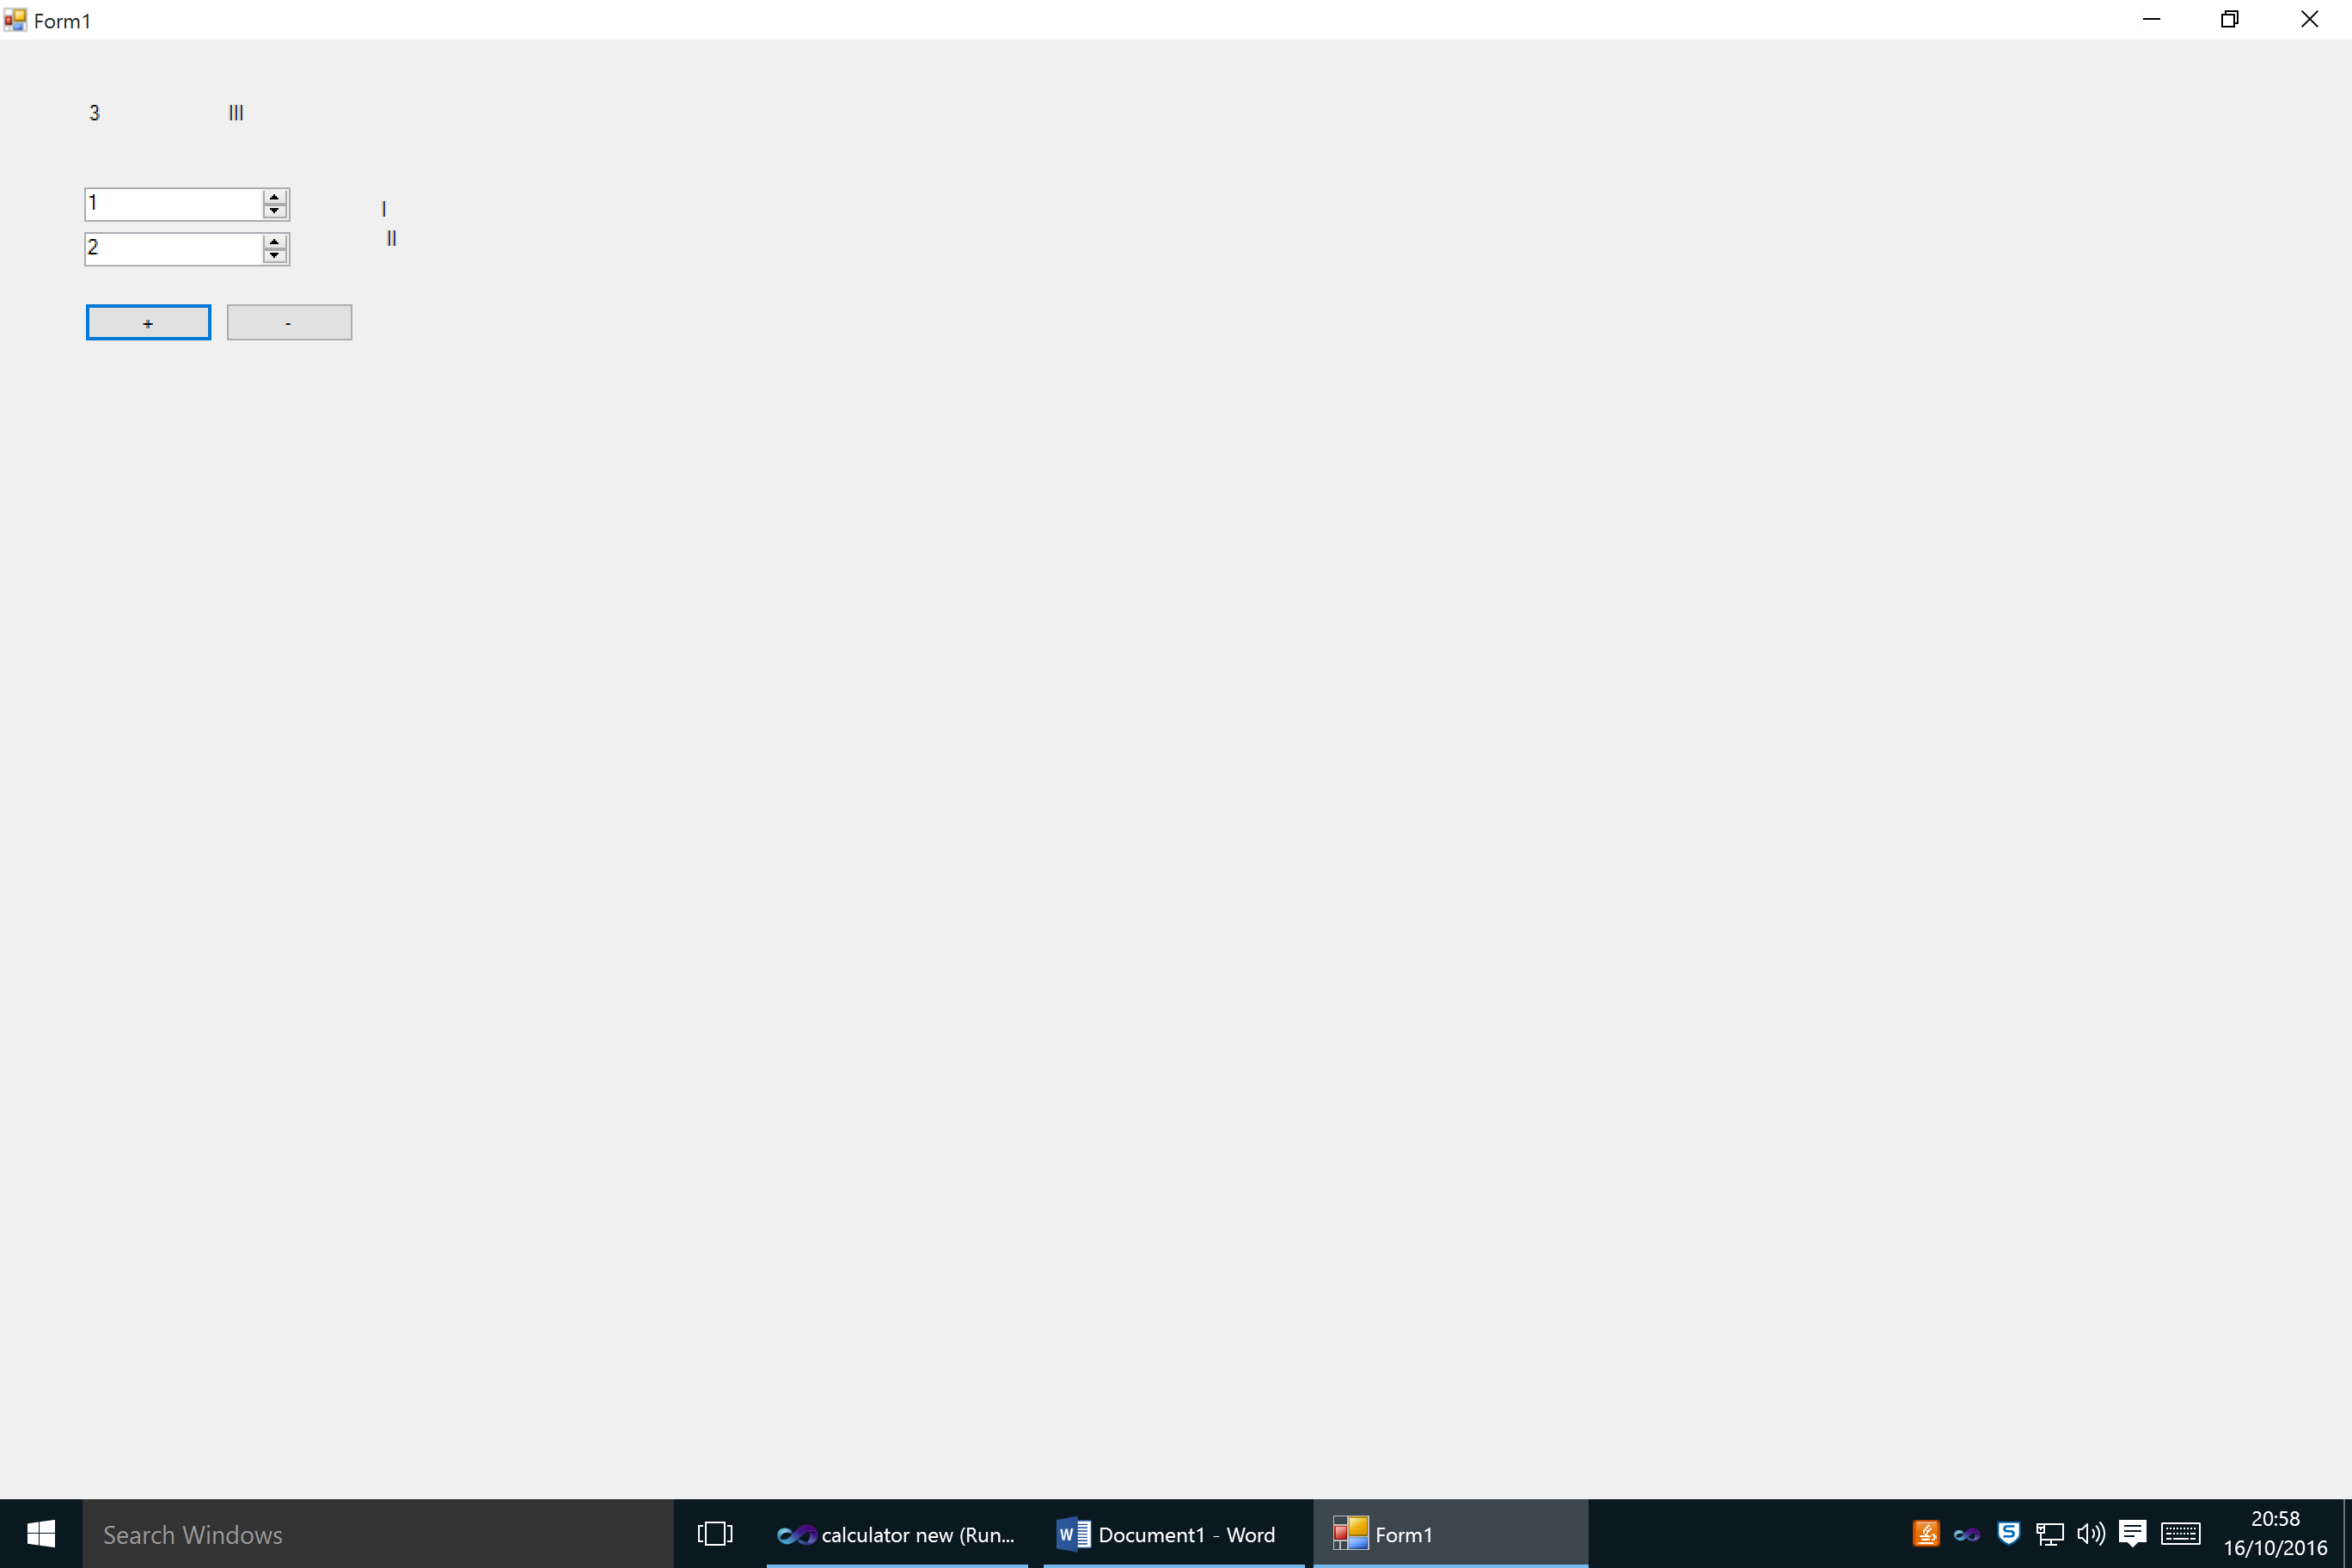 Form1
3 III
1 I
2 II
+ -
Search Windows calculator new (Run... Document1 - Word Form1 20:58
16/10/2016